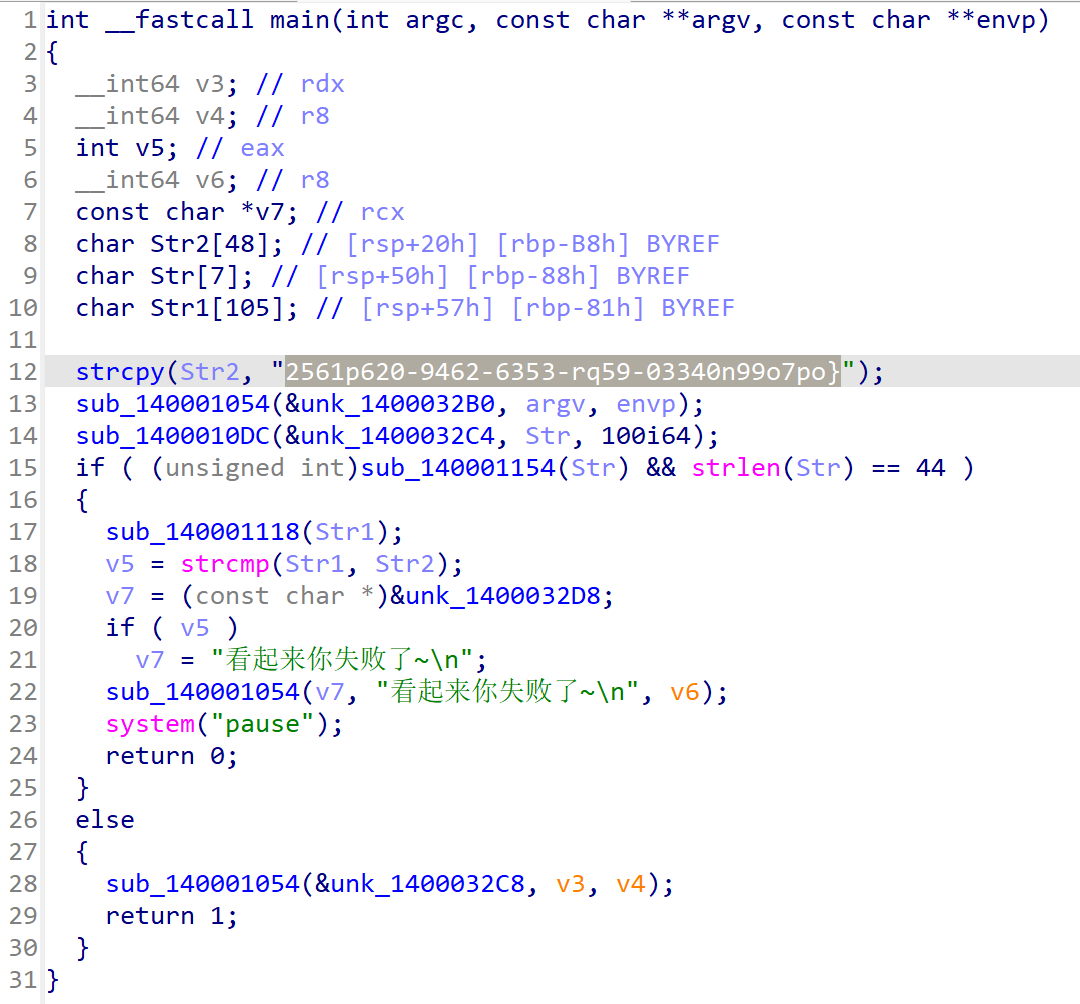 1 int __fastcall main(int argc, const char **argv, const char **envp)
2 {
3   __int64 v3; // rdx
4   __int64 v4; // r8
5   int v5; // eax
6   __int64 v6; // r8
7   const char *v7; // rcx
8   char Str2[48]; // [rsp+20h] [rbp-B8h] BYREF
9   char Str[7]; // [rsp+50h] [rbp-88h] BYREF
10   char Str1[105]; // [rsp+57h] [rbp-81h] BYREF
11
12   strcpy(Str2, "2561p620-9462-6353-rq59-03340n99o7po}");
13   sub_140001054(&unk_1400032B0, argv, envp);
14   sub_1400010DC(&unk_1400032C4, Str, 100i64);
15   if ( (unsigned int)sub_140001154(Str) && strlen(Str) == 44 )
16   {
17     sub_140001118(Str1);
18     v5 = strcmp(Str1, Str2);
19     v7 = (const char *)&unk_1400032D8;
20     if ( v5 )
21       v7 = "看起来你失败了~\n";
22     sub_140001054(v7, "看起来你失败了~\n", v6);
23     system("pause");
24     return 0;
25   }
26   else
27   {
28     sub_140001054(&unk_1400032C8, v3, v4);
29     return 1;
30   }
31 }